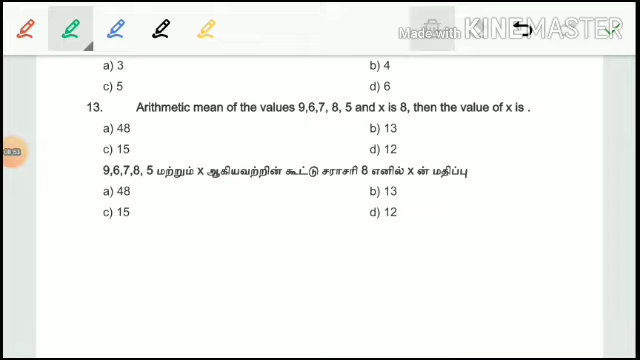 Made with KINEMASTER
a) 3 b) 4
c) 5 d) 6
13. Arithmetic mean of the values 9,6,7, 8, 5 and x is 8, then the value of x is .
a) 48 b) 13
c) 15 d) 12
9,6,7,8, 5 மற்றும் x ஆகியவற்றின் கூட்டு சராசரி 8 எனில் x ன் மதிப்பு
a) 48 b) 13
c) 15 d) 12